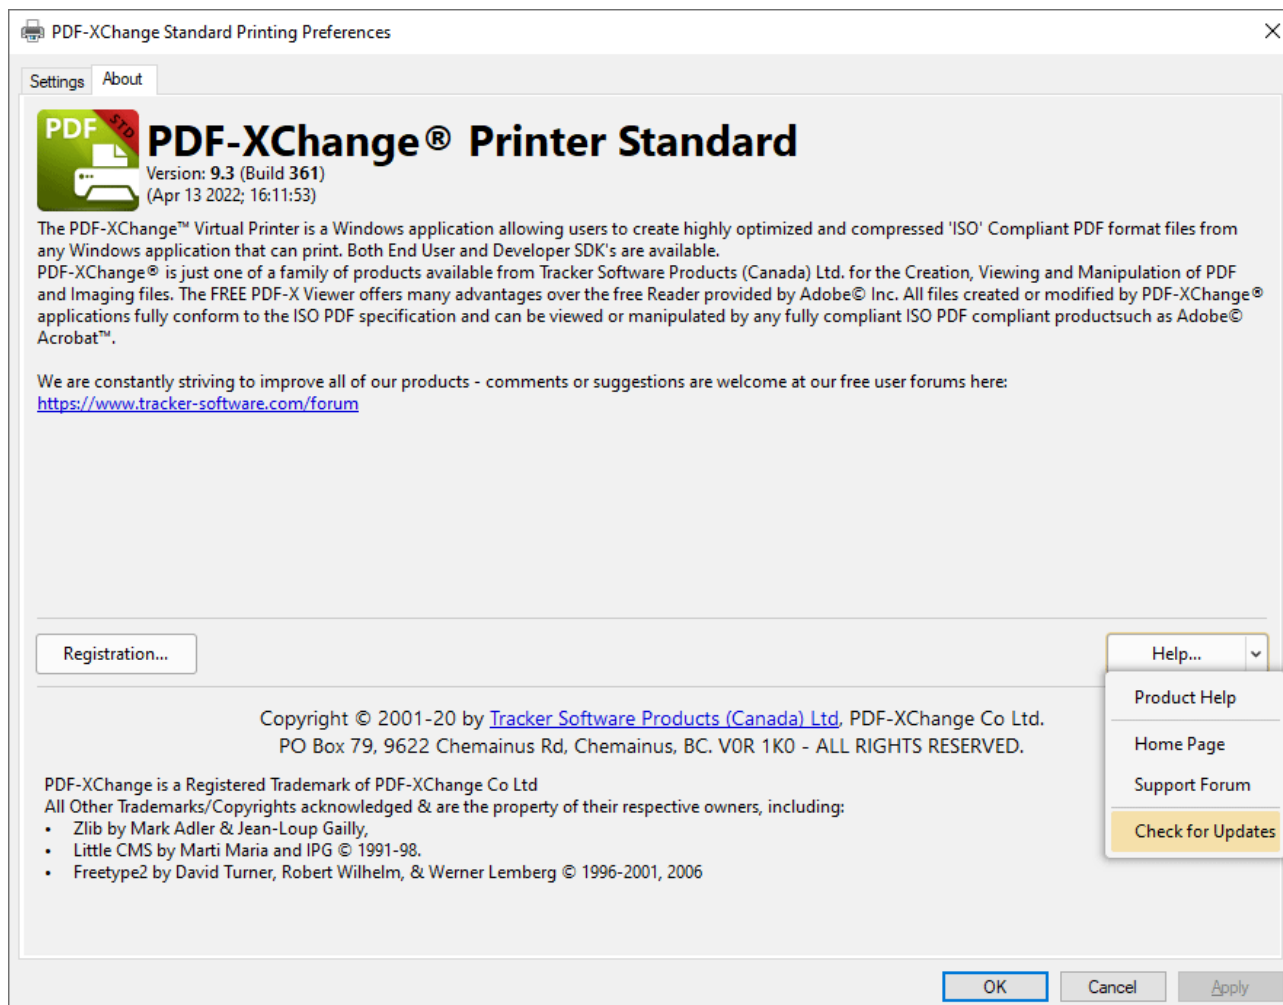 PDF-XChange Standard Printing Preferences
Settings
About
PDF
STD
PDF-XChange® Printer Standard
Version: 9.3 (Build 361)
(Apr 13 2022; 16:11:53)
The PDF-XChange™ Virtual Printer is a Windows application allowing users to create highly optimized and compressed 'ISO' Compliant PDF format files from
any Windows application that can print. Both End User and Developer SDK's are available.
PDF-XChange® is just one of a family of products available from Tracker Software Products (Canada) Ltd. for the Creation, Viewing and Manipulation of PDF
and Imaging files. The FREE PDF-X Viewer offers many advantages over the free Reader provided by Adobe© Inc. All files created or modified by PDF-XChange®
applications fully conform to the ISO PDF specification and can be viewed or manipulated by any fully compliant ISO PDF compliant productsuch as Adobe©
Acrobat™.
We are constantly striving to improve all of our products - comments or suggestions are welcome at our free user forums here:
https://www.tracker-software.com/forum
Registration...
Help...
Product Help
Home Page
Support Forum
Check for Updates
Copyright © 2001-20 by Tracker Software Products (Canada) Ltd, PDF-XChange Co Ltd.
PO Box 79, 9622 Chemainus Rd, Chemainus, BC. V0R 1K0 - ALL RIGHTS RESERVED.
PDF-XChange is a Registered Trademark of PDF-XChange Co Ltd
All Other Trademarks/Copyrights acknowledged & are the property of their respective owners, including:
• Zlib by Mark Adler & Jean-Loup Gailly,
• Little CMS by Marti Maria and IPG © 1991-98.
• Freetype2 by David Turner, Robert Wilhelm, & Werner Lemberg © 1996-2001, 2006
OK
Cancel
Apply